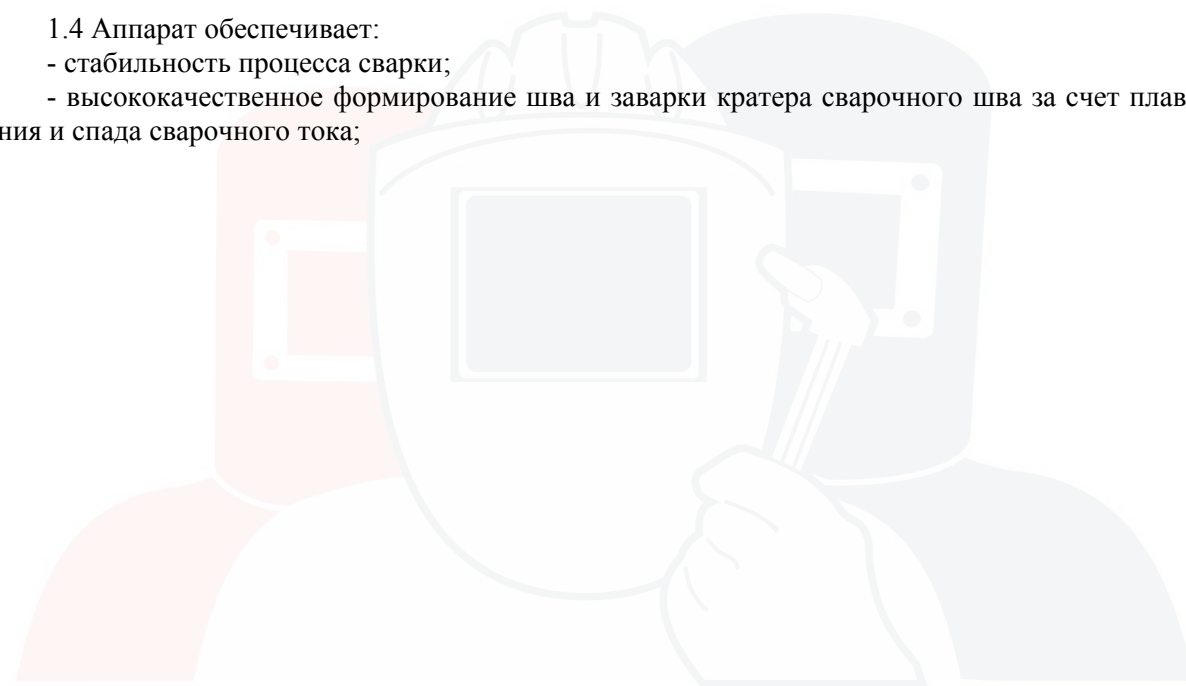 1.4 Аппарат обеспечивает:
- стабильность процесса сварки;
- высококачественное формирование шва и заварки кратера сварочного шва за счет плав
ния и спада сварочного тока;